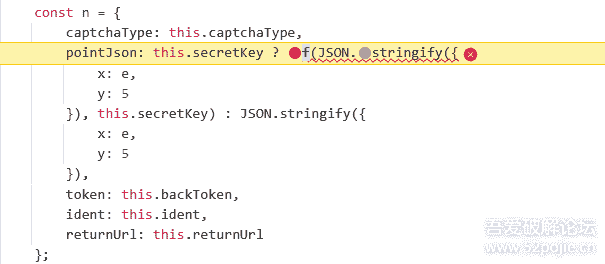 const n = {
    captchaType: this.captchaType,
    pointJson: this.secretKey ? f(JSON.stringify({
        x: e,
        y: 5
    }), this.secretKey) : JSON.stringify({
        x: e,
        y: 5
    }),
    token: this.backToken,
    ident: this.ident,
    returnUrl: this.returnUrl
};
吾爱破解论坛
www.52pojie.cn